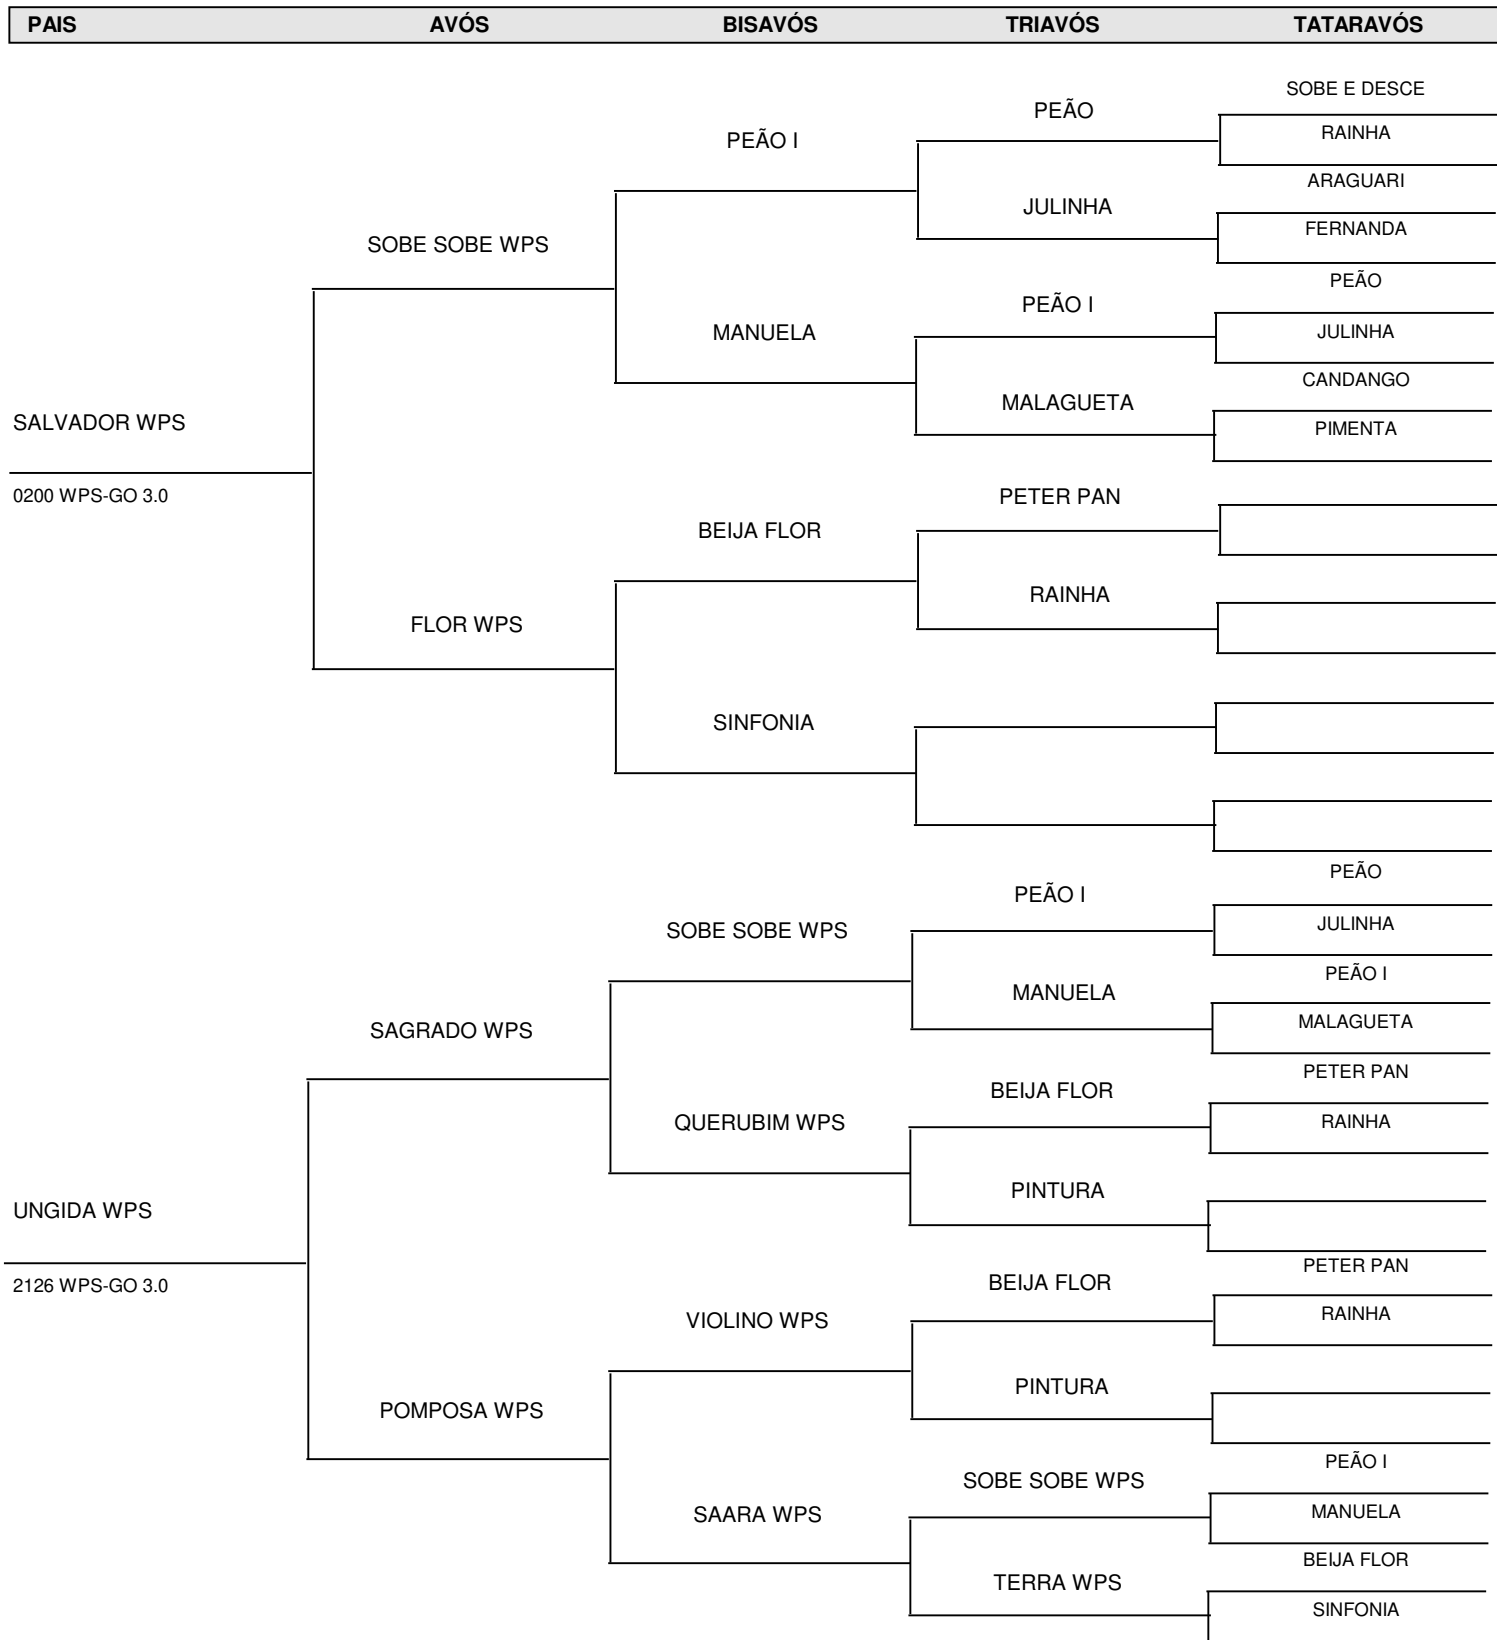 PAIS AVÓS BISAVÓS TRIAVÓS TATARAVÓS
SOBE E DESCE
PEÃO
RAINHA
PEÃO I
ARAGUARI
JULINHA
FERNANDA
SOBE SOBE WPS
PEÃO
PEÃO I
JULINHA
MANUELA
CANDANGO
MALAGUETA
PIMENTA
SALVADOR WPS
0200 WPS-GO 3.0
PETER PAN
BEIJA FLOR
RAINHA
FLOR WPS
SINFONIA
PEÃO
PEÃO I
JULINHA
SOBE SOBE WPS
PEÃO I
MANUELA
MALAGUETA
SAGRADO WPS
PETER PAN
BEIJA FLOR
RAINHA
QUERUBIM WPS
PINTURA
UNGIDA WPS
2126 WPS-GO 3.0
PETER PAN
BEIJA FLOR
RAINHA
VIOLINO WPS
PINTURA
POMPOSA WPS
PEÃO I
SOBE SOBE WPS
MANUELA
SAARA WPS
BEIJA FLOR
TERRA WPS
SINFONIA